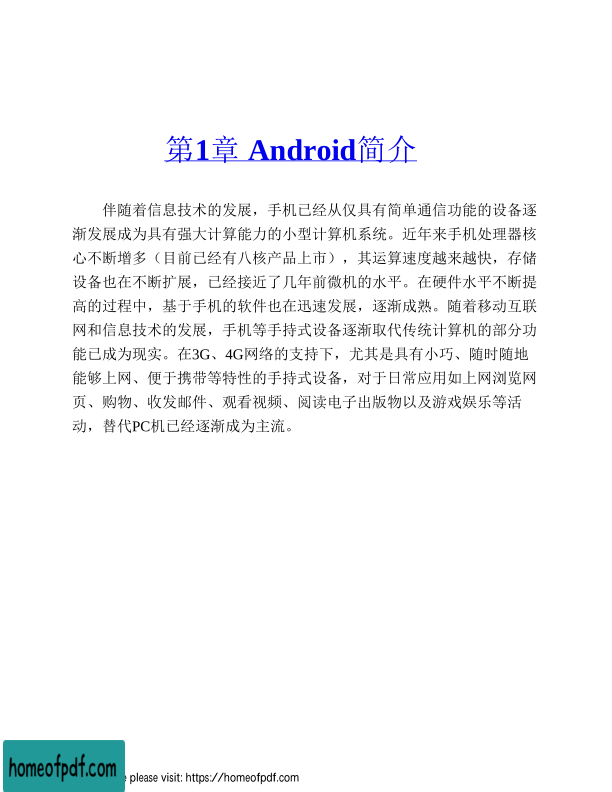 第1章 Android简介
伴随着信息技术的发展，手机已经从仅具有简单通信功能的设备逐
渐发展成为具有强大计算能力的小型计算机系统。近年来手机处理器核
心不断增多（目前已经有八核产品上市），其运算速度越来越快，存储
设备也在不断扩展，已经接近了几年前微机的水平。在硬件水平不断提
高的过程中，基于手机的软件也在迅速发展，逐渐成熟。随着移动互联
网和信息技术的发展，手机等手持式设备逐渐取代传统计算机的部分功
能已成为现实。在3G、4G网络的支持下，尤其是具有小巧、随时随地
能够上网、便于携带等特性的手持式设备，对于日常应用如上网浏览网
页、购物、收发邮件、观看视频、阅读电子出版物以及游戏娱乐等活
动，替代PC机已经逐渐成为主流。
homeofpdf.com
please visit: https://homeofpdf.com